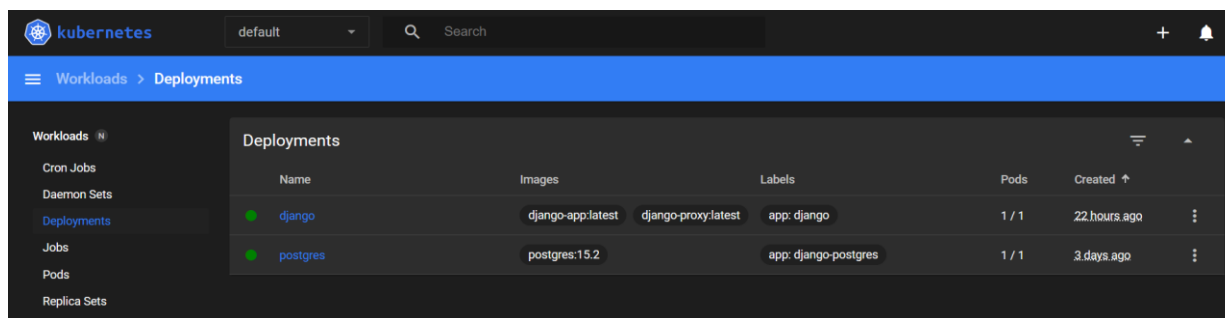 kubernetes default Search
Workloads > Deployments
Workloads N
Cron Jobs
Daemon Sets
Deployments
Jobs
Pods
Replica Sets
Deployments
Name Images Labels Pods Created
django django-app:latest django-proxy:latest app: django 1 / 1 22 hours ago
postgres postgres:15.2 app: django-postgres 1 / 1 3 days ago